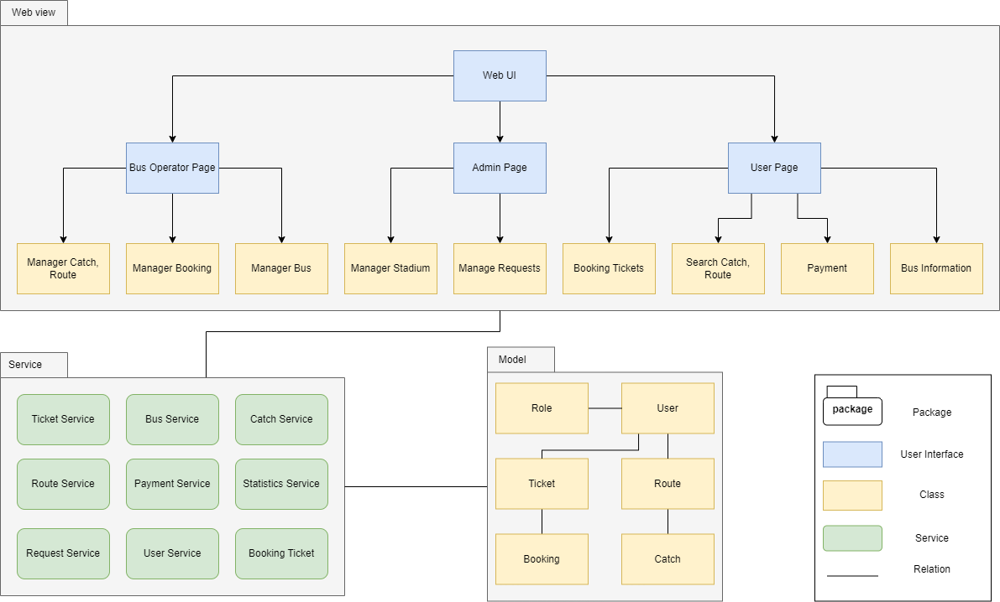 Web view
Web UI
Bus Operator Page
Admin Page
User Page
Manager Catch,
Route
Manager Booking
Manager Bus
Manager Stadium
Manage Requests
Booking Tickets
Search Catch,
Route
Payment
Bus Information
Service
Ticket Service
Bus Service
Catch Service
Route Service
Payment Service
Statistics Service
Request Service
User Service
Booking Ticket
Model
Role
User
Ticket
Route
Booking
Catch
package
Package
User Interface
Class
Service
Relation